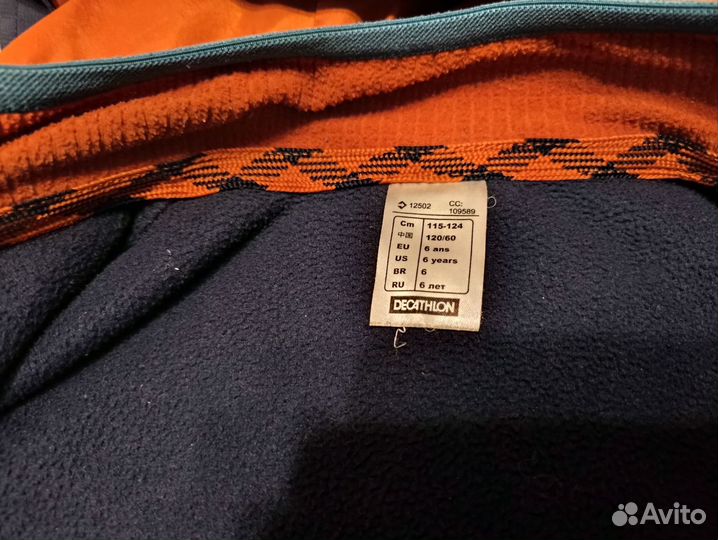 12502 CC: 109589
Cm 115-124
中国 120/60
EU 6 ans
US 6 years
BR 6
RU 6 лет
DECATHLON
Avito